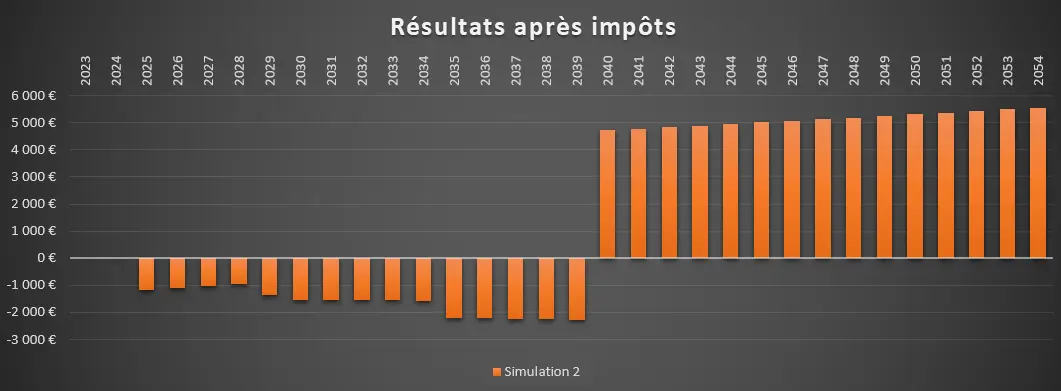 Résultats après impôts
2023 2024 2025 2026 2027 2028 2029 2030 2031 2032 2033 2034 2035 2036 2037 2038 2039 2040 2041 2042 2043 2044 2045 2046 2047 2048 2049 2050 2051 2052 2053 2054
6 000 €
5 000 €
4 000 €
3 000 €
2 000 €
1 000 €
0 €
-1 000 €
-2 000 €
-3 000 €
Simulation 2